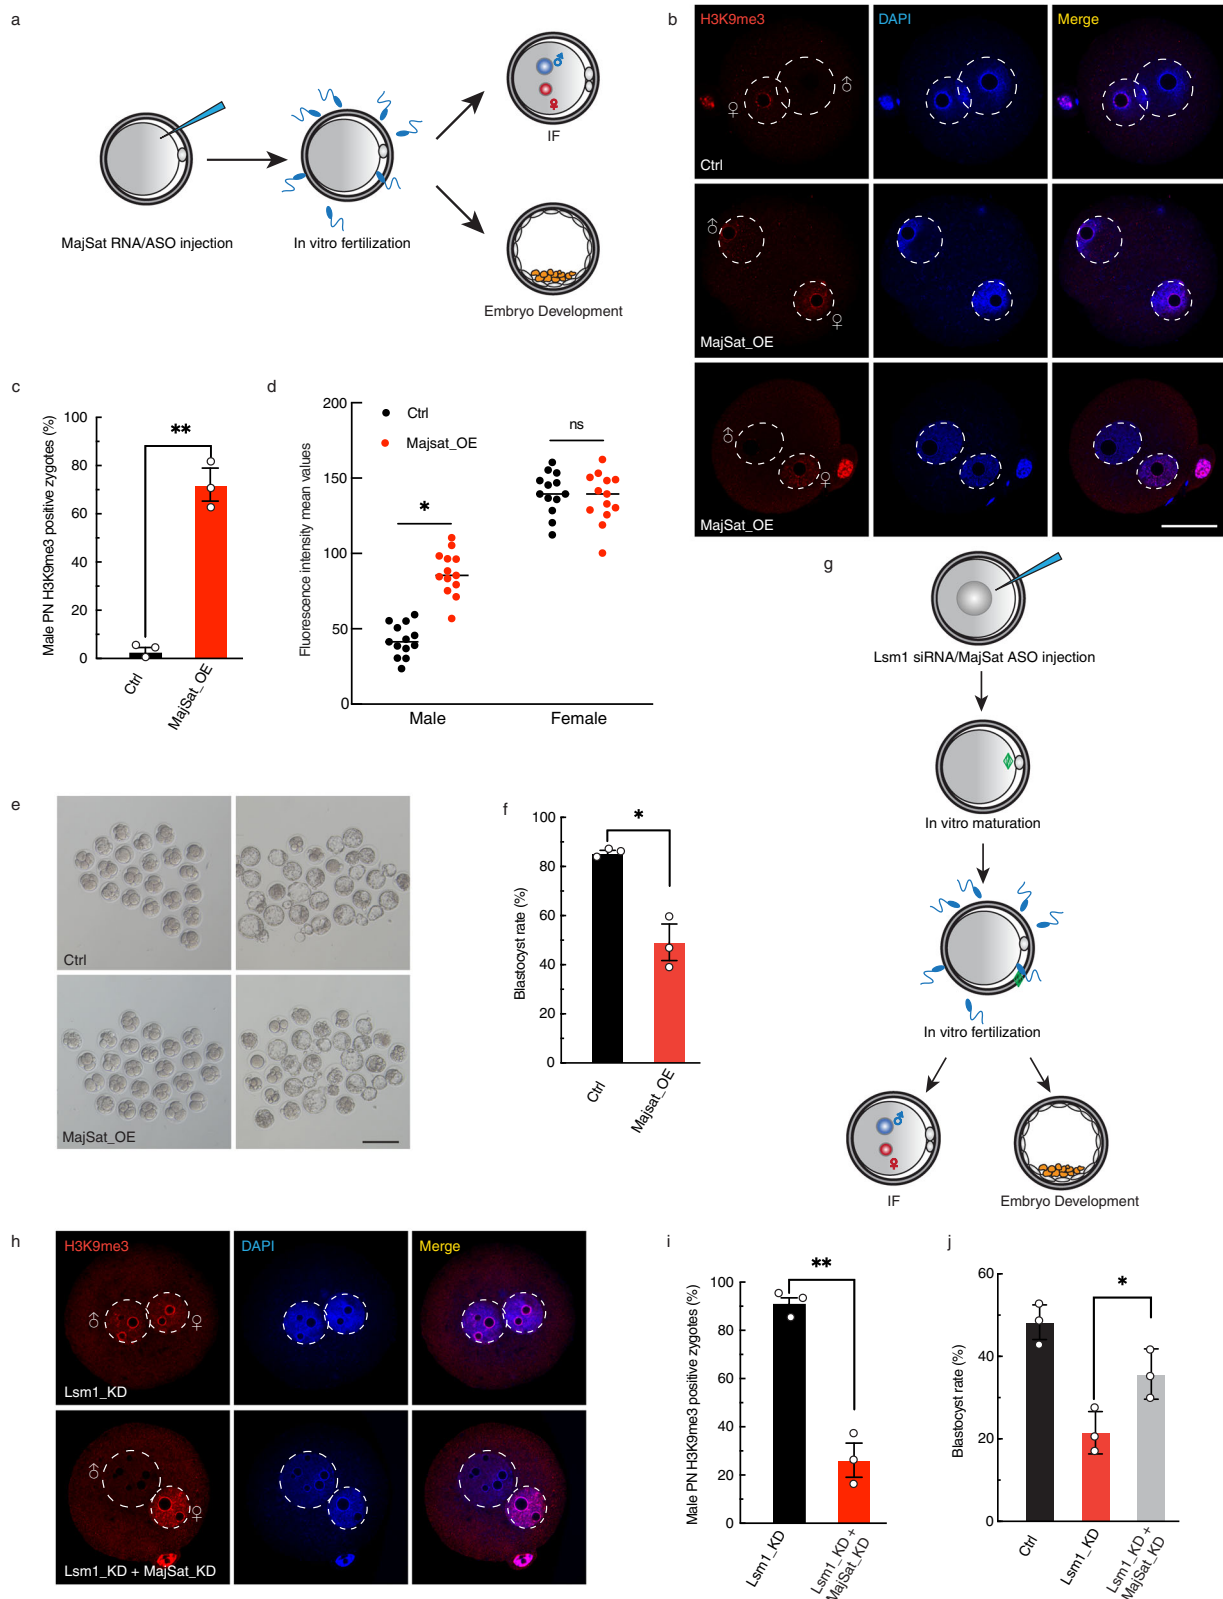 a
MajSat RNA/ASO injection
In vitro fertilization
♂
♀
IF
Embryo Development
b
H3K9me3
DAPI
Merge
♀
♂
Ctrl
♂
♀
MajSat_OE
♂
♀
MajSat_OE
c
Male PN H3K9me3 positive zygotes (%)
100
80
60
40
20
0
**
Ctrl
MajSat_OE
d
Fluorescence intensity mean values
200
150
100
50
0
Ctrl
Majsat_OE
*
ns
Male
Female
e
Ctrl
MajSat_OE
f
Blastocyst rate (%)
100
80
60
40
20
0
*
Ctrl
Majsat_OE
g
Lsm1 siRNA/MajSat ASO injection
In vitro maturation
In vitro fertilization
♂
♀
IF
Embryo Development
h
H3K9me3
DAPI
Merge
♂
♀
Lsm1_KD
♂
♀
Lsm1_KD + MajSat_KD
i
Male PN H3K9me3 positive zygotes (%)
100
80
60
40
20
0
**
Lsm1_KD
Lsm1_KD +
MajSat_KD
j
Blastocyst rate (%)
60
40
20
0
*
Ctrl
Lsm1_KD
Lsm1_KD +
MajSat_KD